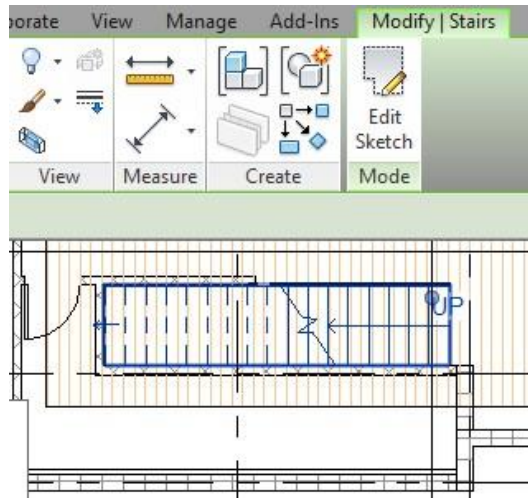 orate View Manage Add-Ins Modify | Stairs
Edit
Sketch
View Measure Create Mode
UP